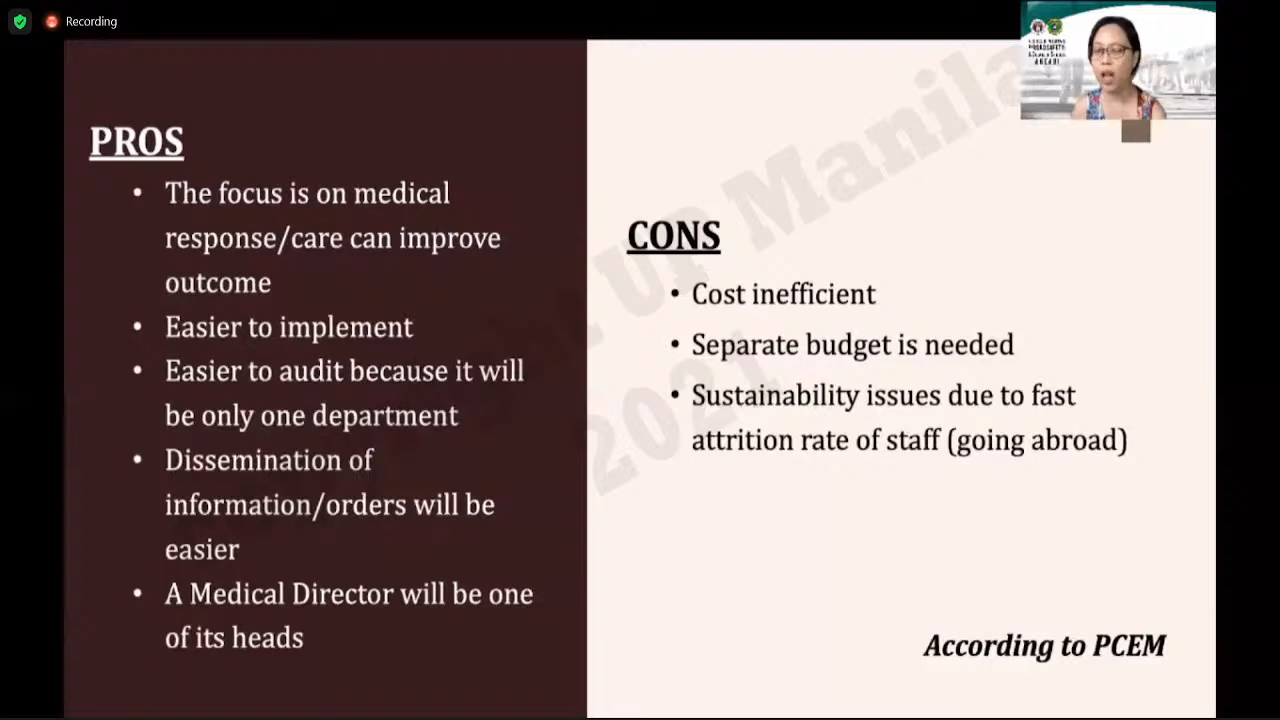 Recording
PROS
• The focus is on medical
response/care can improve
outcome
• Easier to implement
• Easier to audit because it will
be only one department
• Dissemination of
information/orders will be
easier
• A Medical Director will be one
of its heads
CONS
• Cost inefficient
• Separate budget is needed
• Sustainability issues due to fast
attrition rate of staff (going abroad)
According to PCEM
UP Manila
2021